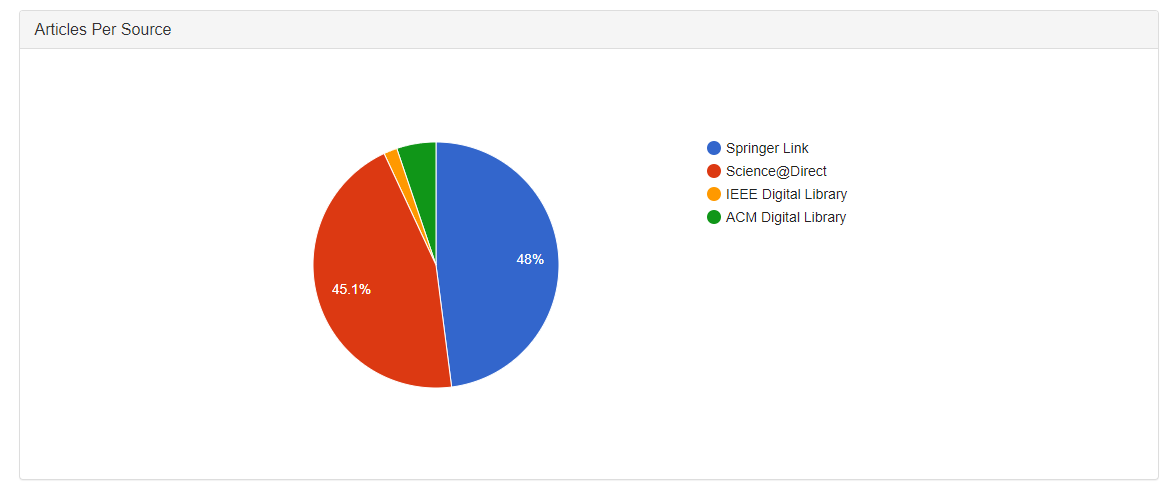 Articles Per Source
Springer Link
Science@Direct
IEEE Digital Library
ACM Digital Library
48%
45.1%